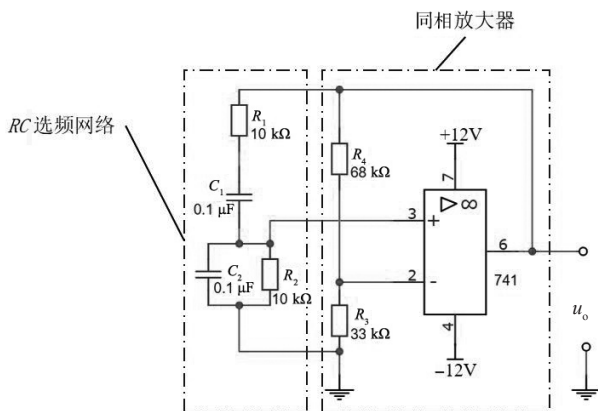 同相放大器
RC选频网络
R1
10 kΩ
C1
0.1 μF
C2
0.1 μF
R2
10 kΩ
R4
68 kΩ
R3
33 kΩ
+12V
7
∞
3
+
2
-
6
741
4
-12V
uo